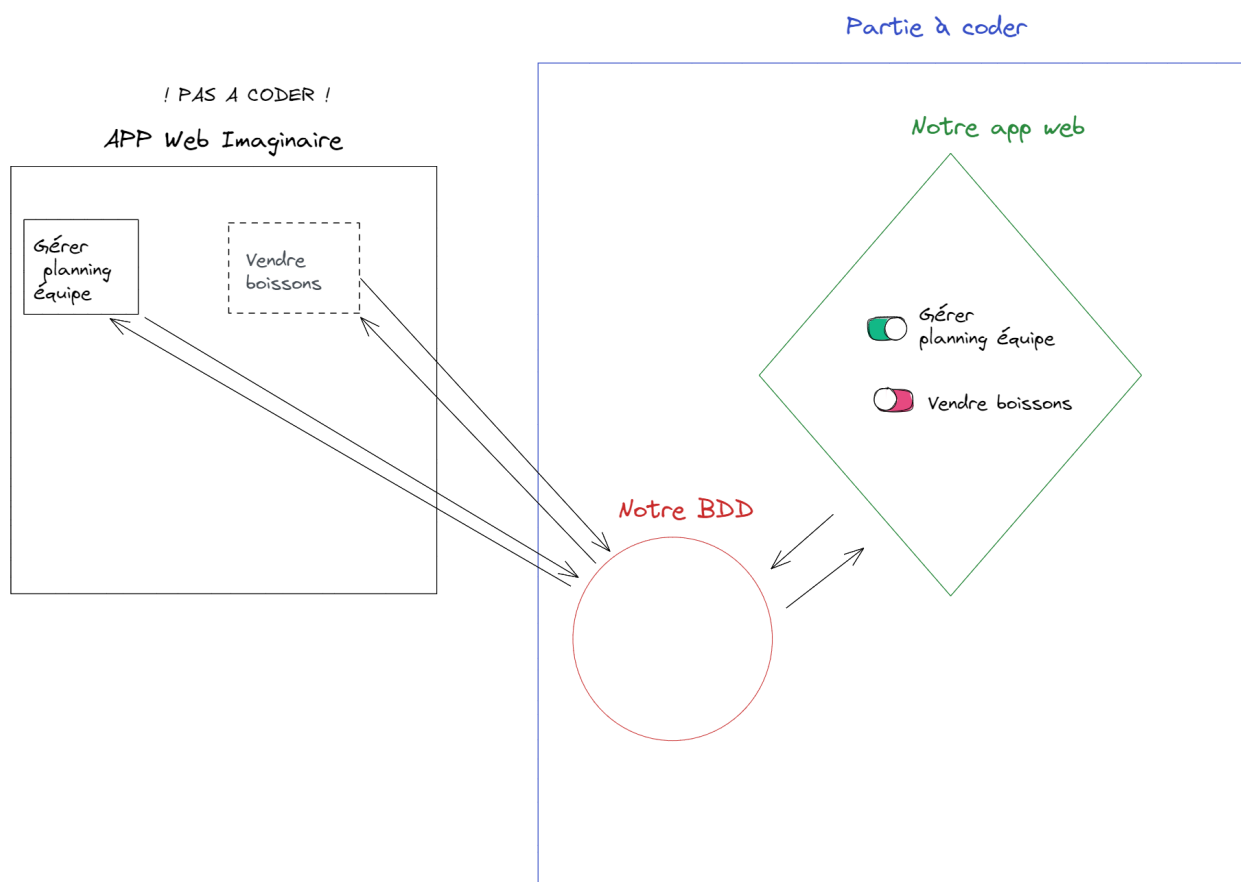 Partie à coder
! PAS A CODER !
APP Web Imaginaire
Notre app web
Gérer
planning
équipe
Vendre
boissons
Gérer
planning équipe
Vendre boissons
Notre BDD